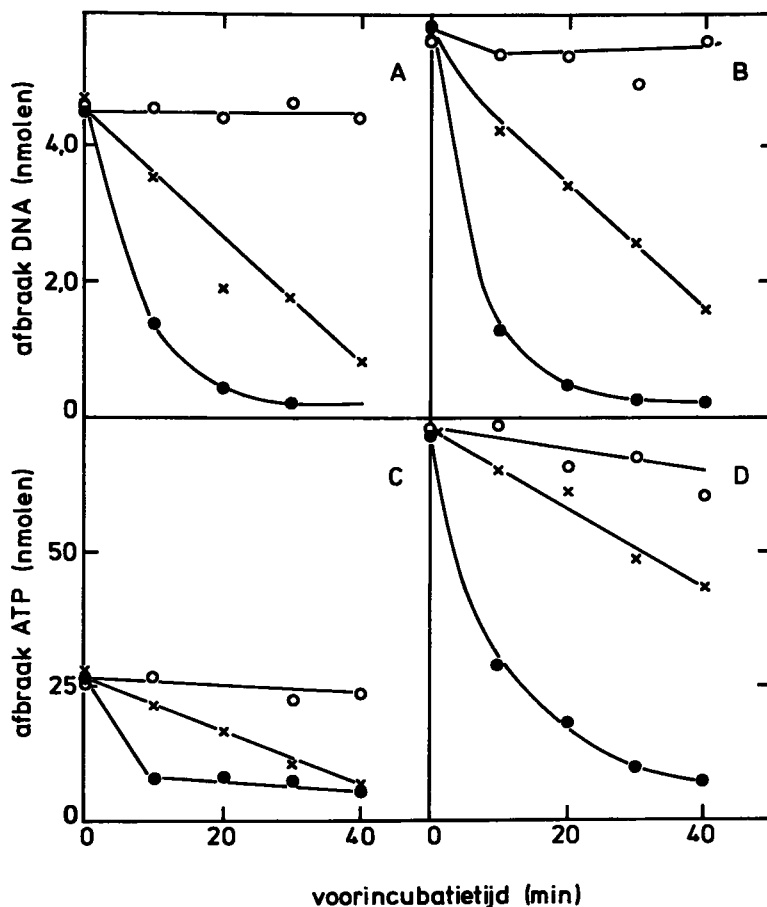 afbraak DNA (nmolen)
4,0
2,0
0
A
B
afbraak ATP (nmolen)
50
25
0
C
D
0
20
40
0
20
40
voorincubatietijd (min)